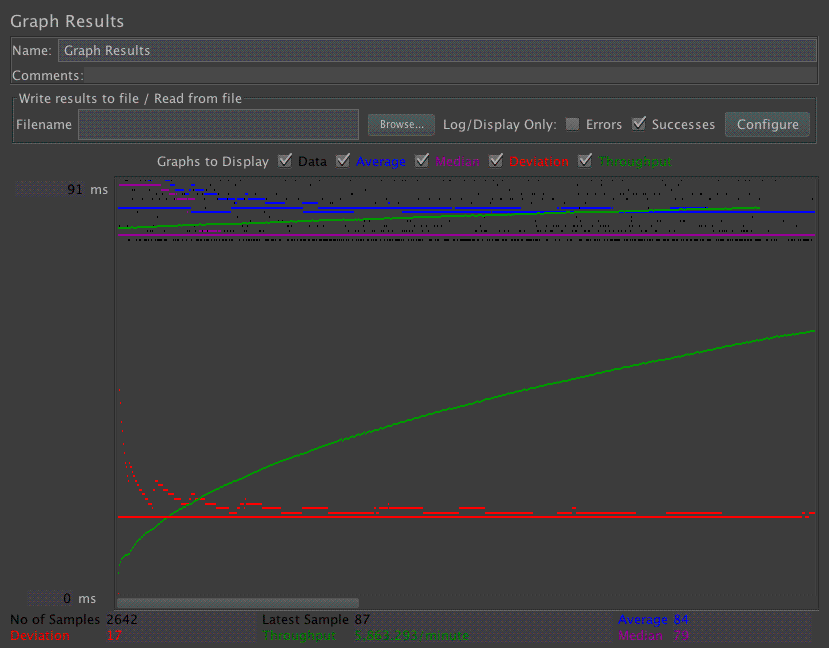 Graph Results
Name: Graph Results
Comments:
Write results to file / Read from file
Filename Browse... Log/Display Only: Errors Successes Configure
Graphs to Display Data Average Median Deviation Throughput
91 ms
0 ms
No of Samples 2642 Latest Sample 87 Average 84
Deviation 17 Throughput Median